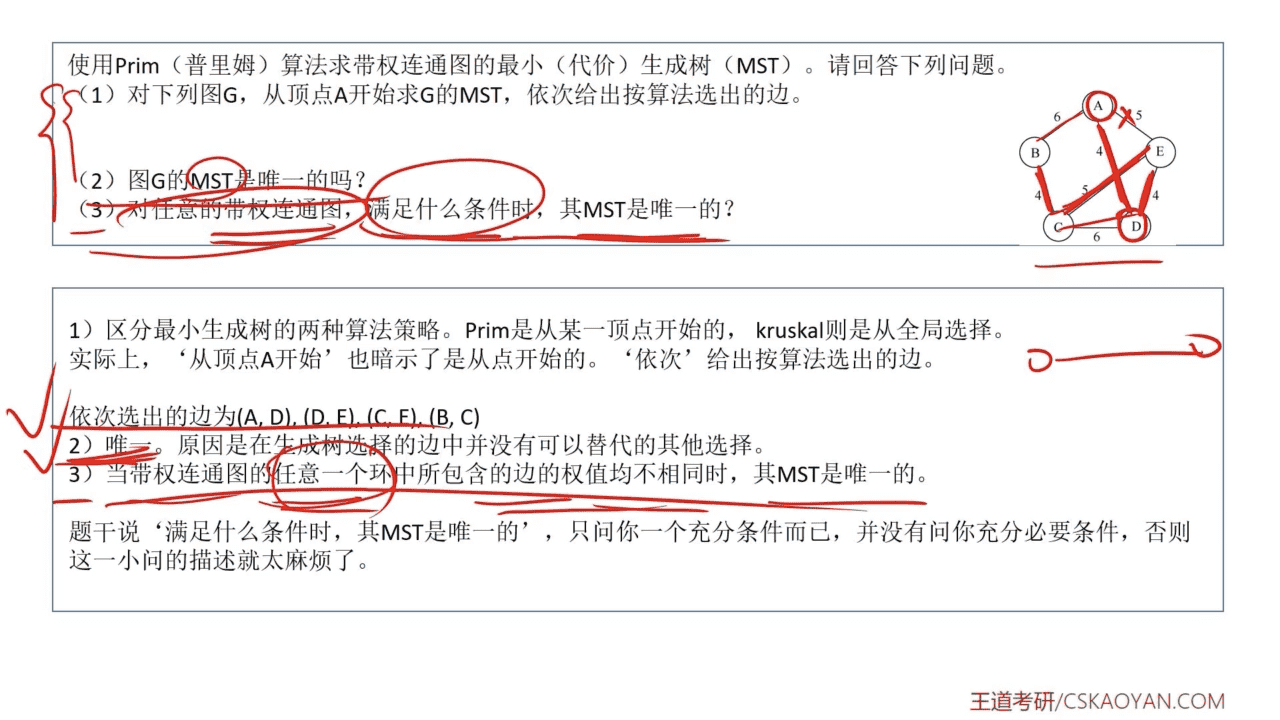 使用Prim（普里姆）算法求带权连通图的最小（代价）生成树（MST）。请回答下列问题。
（1）对下列图G，从顶点A开始求G的MST，依次给出按算法选出的边。
（2）图G的MST是唯一的吗？
（3）对任意的带权连通图，满足什么条件时，其MST是唯一的？
A
6
5
B
4
E
4
5
4
C
D
6
1）区分最小生成树的两种算法策略。Prim是从某一顶点开始的， kruskal则是从全局选择。
实际上，‘从顶点A开始’也暗示了是从点开始的。‘依次’给出按算法选出的边。
依次选出的边为(A, D), (D, E), (C, E), (B, C)
2）唯一。原因是在生成树选择的边中并没有可以替代的其他选择。
3）当带权连通图的任意一个环中所包含的边的权值均不相同时，其MST是唯一的。
题干说‘满足什么条件时，其MST是唯一的’，只问你一个充分条件而已，并没有问你充分必要条件，否则
这一小问的描述就太麻烦了。
王道考研/CSKAOYAN.COM